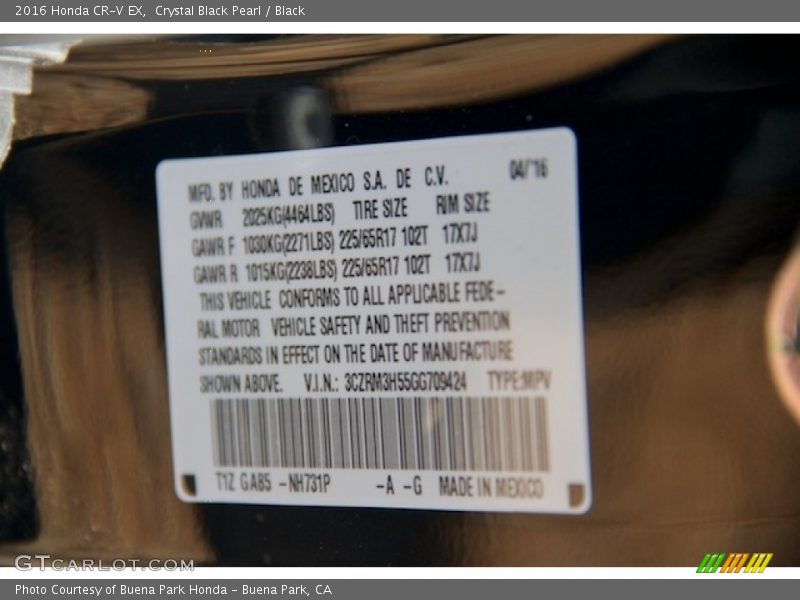 2016 Honda CR-V EX,  Crystal Black Pearl / Black
MFD. BY HONDA DE MEXICO S.A. DE C.V. 04/16
GVWR 2025KG(4464LBS) TIRE SIZE RIM SIZE
GAWR F 1030KG(2271LBS) 225/65R17 102T 17X7J
GAWR R 1015KG(2238LBS) 225/65R17 102T 17X7J
THIS VEHICLE CONFORMS TO ALL APPLICABLE FEDE-
RAL MOTOR VEHICLE SAFETY AND THEFT PREVENTION
STANDARDS IN EFFECT ON THE DATE OF MANUFACTURE
SHOWN ABOVE. V.I.N.: 3CZRM3H55GG709424 TYPE:MPV
T1Z GAB5 -NH731P -A -G MADE IN MEXICO
GTcarlot.com
Photo Courtesy of Buena Park Honda - Buena Park, CA